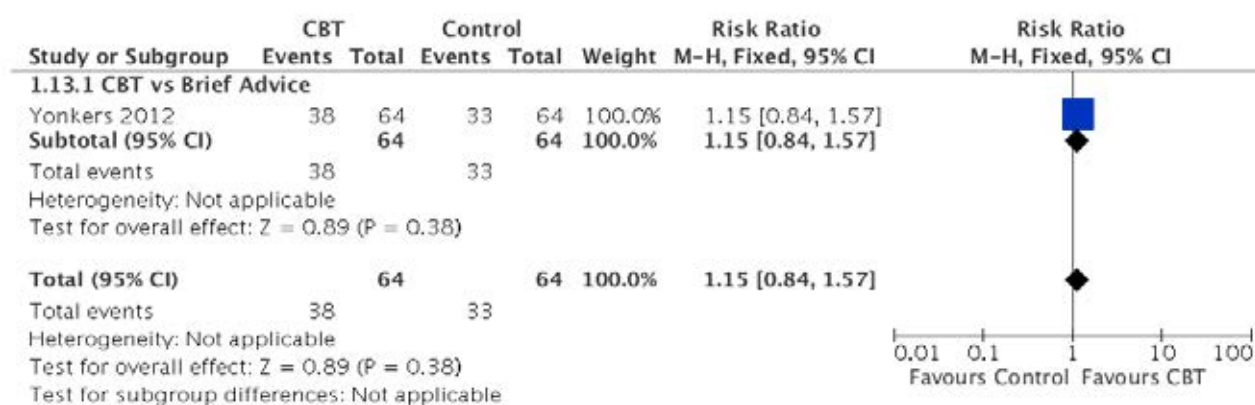 CBT Control Risk Ratio Risk Ratio
Study or Subgroup Events Total Events Total Weight M-H, Fixed, 95% CI M-H, Fixed, 95% CI
1.13.1 CBT vs Brief Advice
Yonkers 2012 38 64 33 64 100.0% 1.15 [0.84, 1.57]
Subtotal (95% CI) 64 64 100.0% 1.15 [0.84, 1.57]
Total events 38 33
Heterogeneity: Not applicable
Test for overall effect: Z = 0.89 (P = 0.38)
Total (95% CI) 64 64 100.0% 1.15 [0.84, 1.57]
Total events 38 33
Heterogeneity: Not applicable
Test for overall effect: Z = 0.89 (P = 0.38)
Test for subgroup differences: Not applicable
0.01 0.1 1 10 100
Favours Control Favours CBT